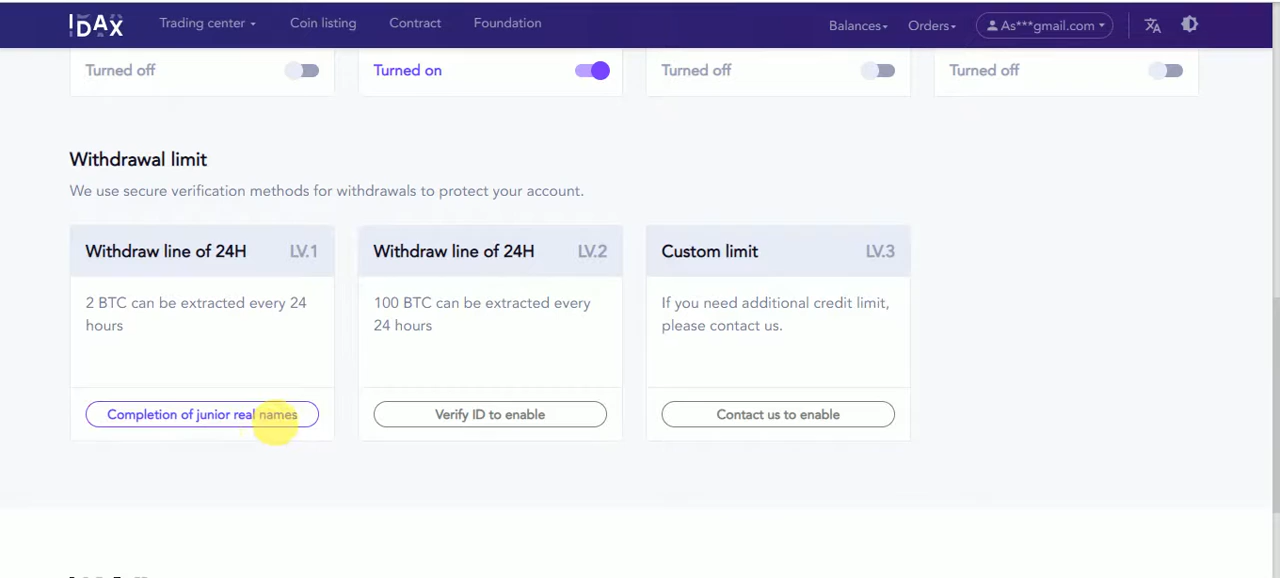 IDAX Trading center Coin listing Contract Foundation Balances Orders As***gmail.com
Turned off Turned on Turned off Turned off
Withdrawal limit
We use secure verification methods for withdrawals to protect your account.
Withdraw line of 24H LV.1
2 BTC can be extracted every 24
hours
Completion of junior real names
Withdraw line of 24H LV.2
100 BTC can be extracted every
24 hours
Verify ID to enable
Custom limit LV.3
If you need additional credit limit,
please contact us.
Contact us to enable